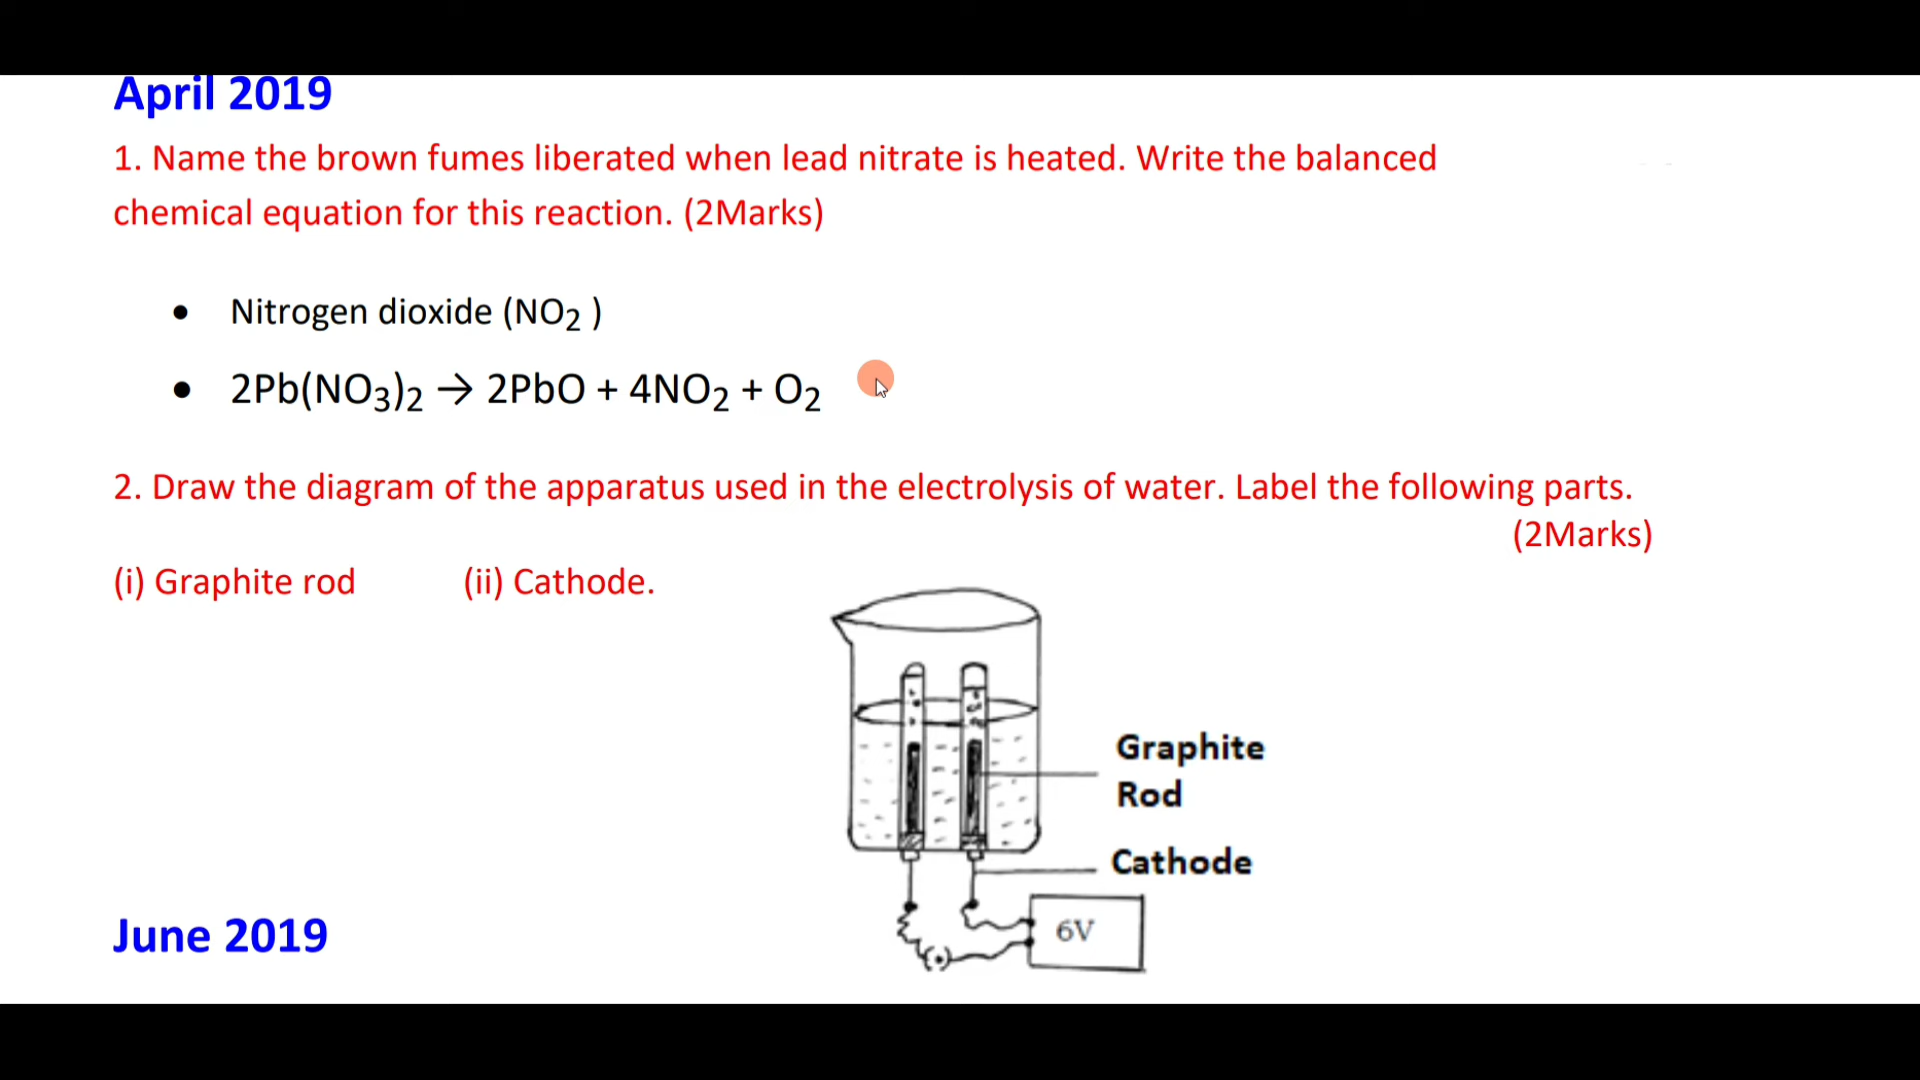 April 2019
1. Name the brown fumes liberated when lead nitrate is heated. Write the balanced
chemical equation for this reaction. (2Marks)
• Nitrogen dioxide (NO₂ )
• 2Pb(NO₃)₂ → 2PbO + 4NO₂ + O₂
2. Draw the diagram of the apparatus used in the electrolysis of water. Label the following parts.
(2Marks)
(i) Graphite rod (ii) Cathode.
Graphite
Rod
Cathode
6V
June 2019